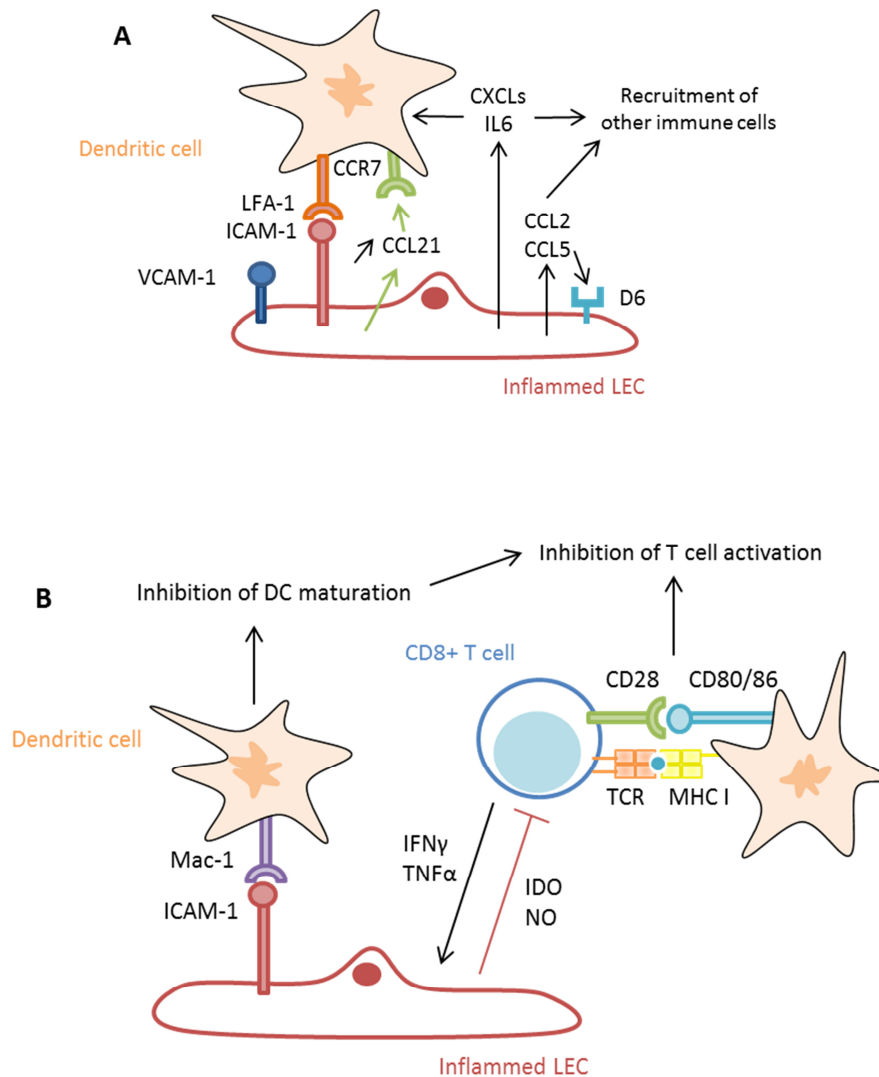 A
Dendritic cell
CXCLs
IL6
Recruitment of
other immune cells
CCR7
LFA-1
ICAM-1
CCL21
CCL2
CCL5
VCAM-1
D6
Inflammed LEC
B
Inhibition of DC maturation
Inhibition of T cell activation
CD8+ T cell
CD28
CD80/86
Dendritic cell
TCR
MHC I
Mac-1
ICAM-1
IFNγ
TNFα
IDO
NO
Inflammed LEC